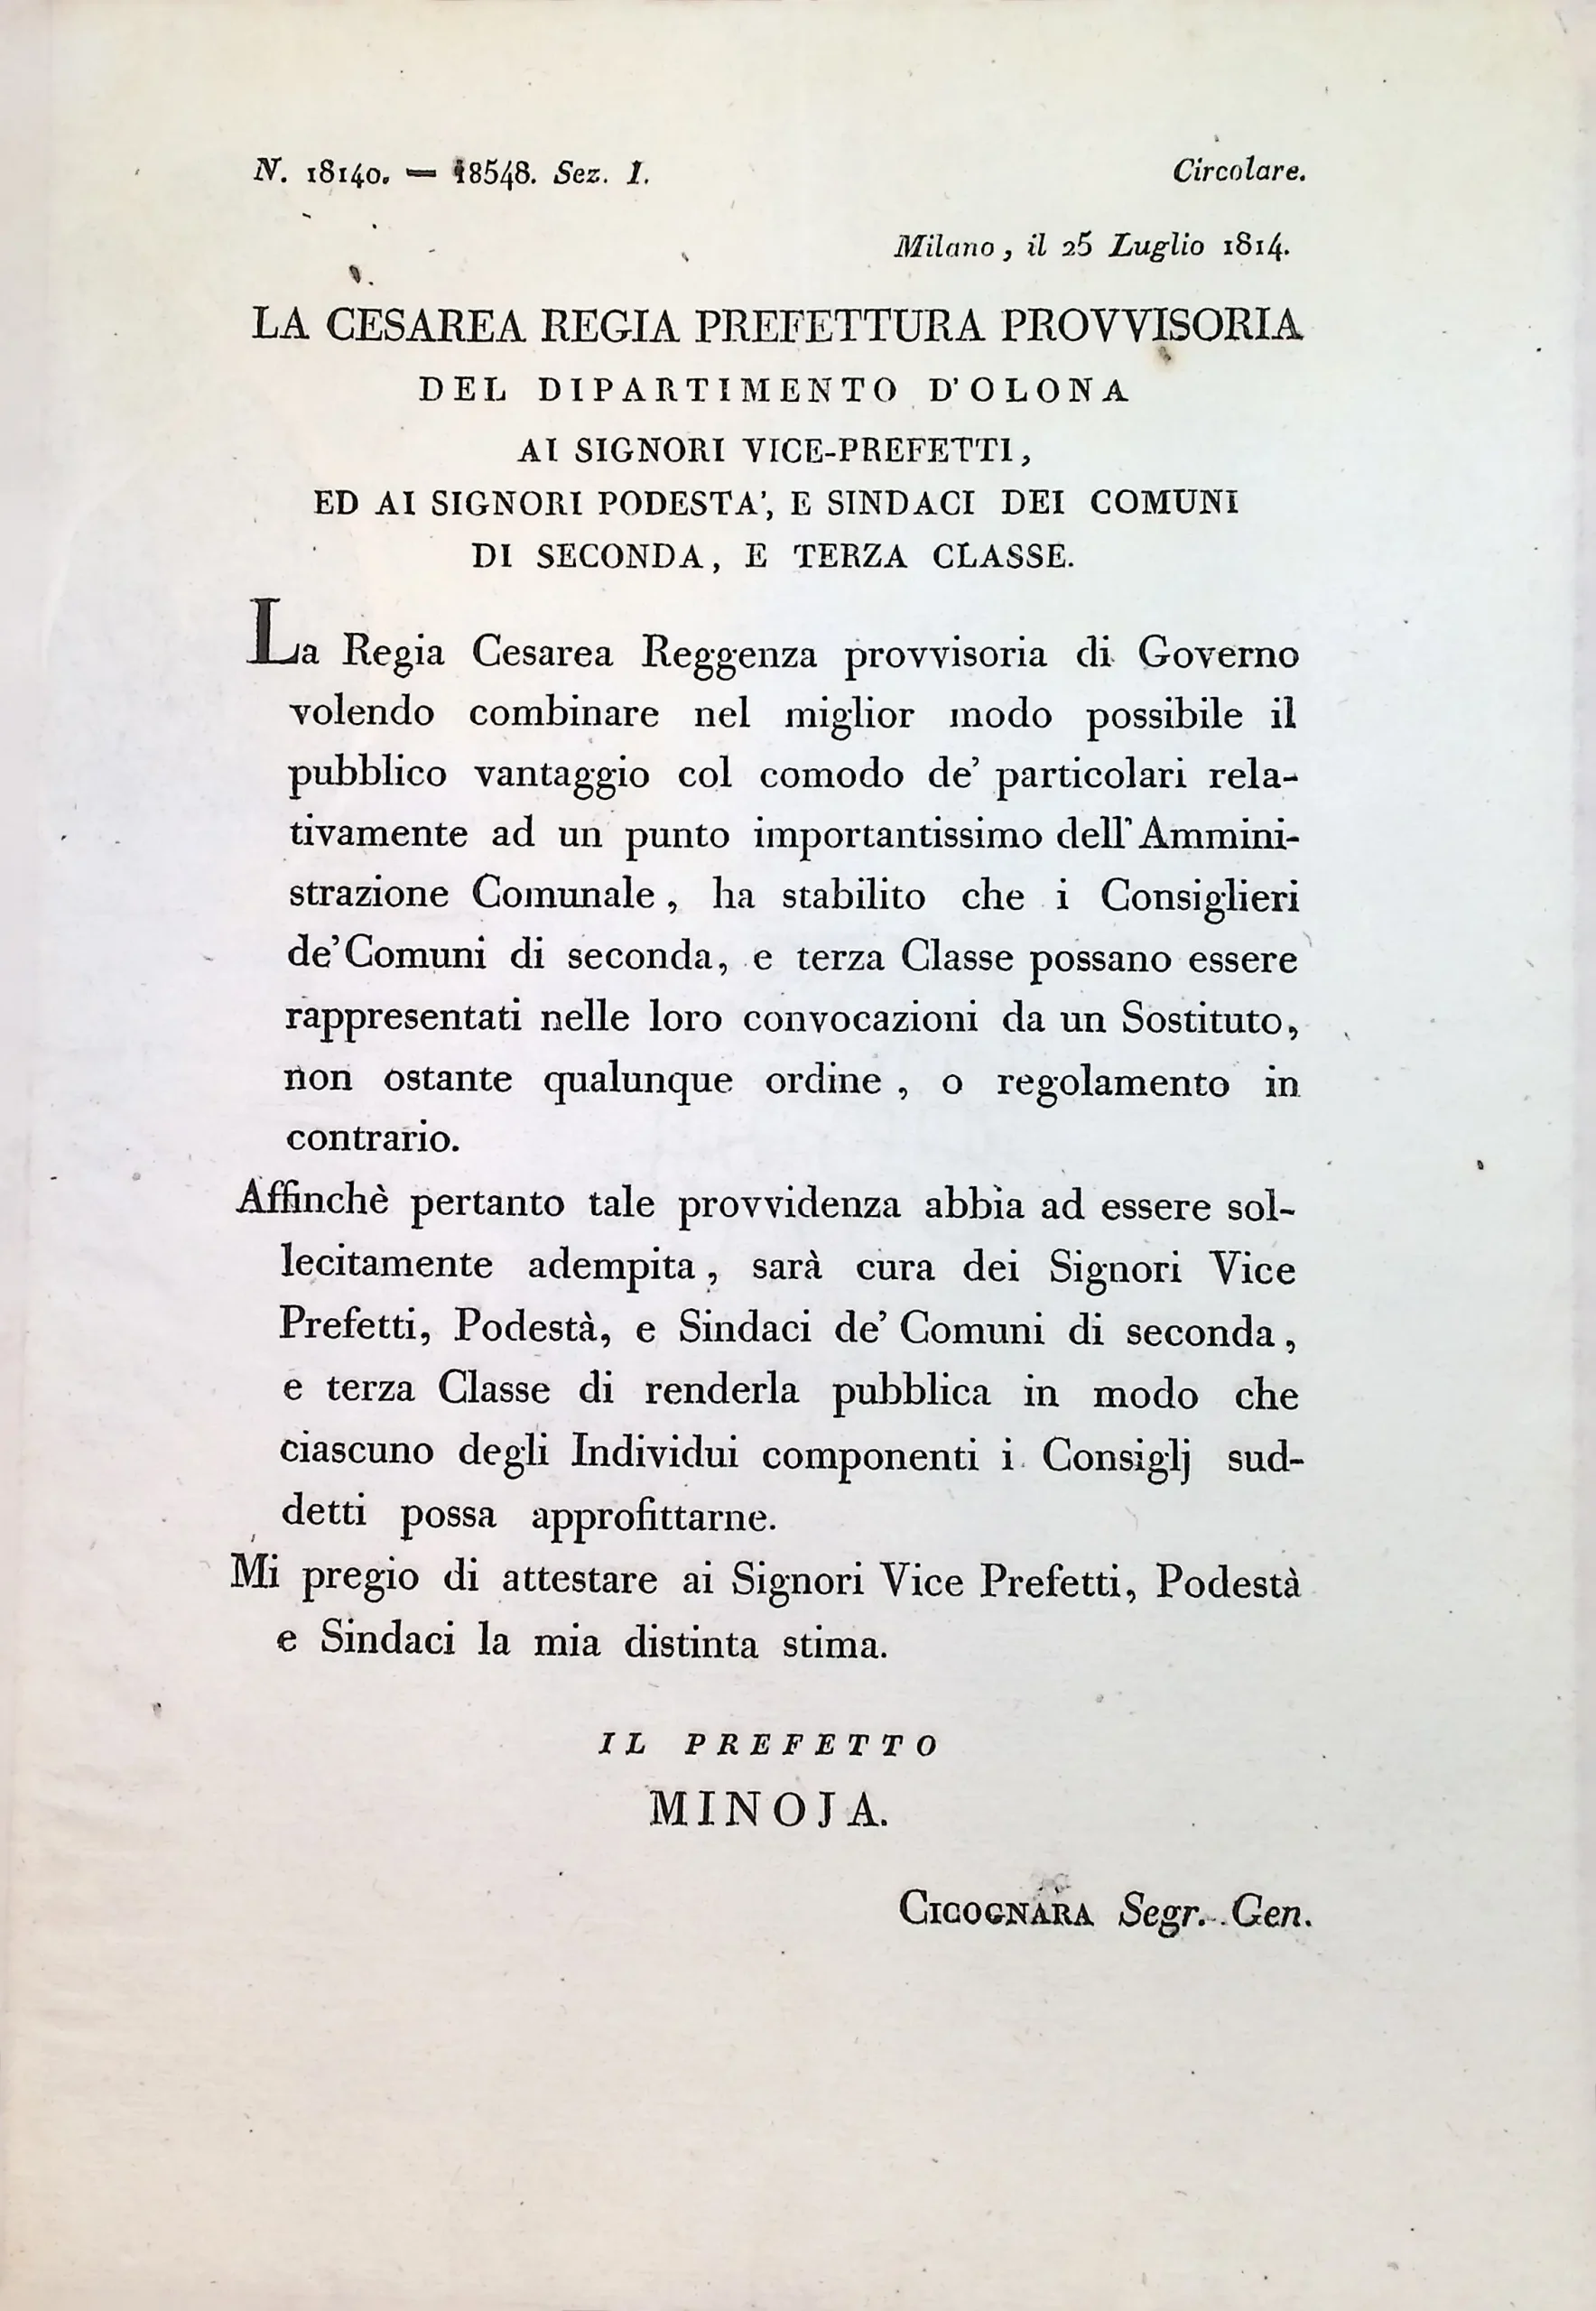 N. 18140. — 18548. Sez. I. Circolare.
Milano, il 25 Luglio 1814.
LA CESAREA REGIA PREFETTURA PROVVISORIA
DEL DIPARTIMENTO D'OLONA
AI SIGNORI VICE-PREFETTI,
ED AI SIGNORI PODESTA', E SINDACI DEI COMUNI
DI SECONDA, E TERZA CLASSE.
La Regia Cesarea Reggenza provvisoria di Governo
volendo combinare nel miglior modo possibile il
pubblico vantaggio col comodo de' particolari rela-
tivamente ad un punto importantissimo dell' Ammini-
strazione Comunale, ha stabilito che i Consiglieri
de' Comuni di seconda, e terza Classe possano essere
rappresentati nelle loro convocazioni da un Sostituto,
non ostante qualunque ordine, o regolamento in
contrario.
Affinchè pertanto tale provvidenza abbia ad essere sol-
lecitamente adempita, sarà cura dei Signori Vice
Prefetti, Podestà, e Sindaci de' Comuni di seconda,
e terza Classe di renderla pubblica in modo che
ciascuno degli Individui componenti i Consiglj sud-
detti possa approfittarne.
Mi pregio di attestare ai Signori Vice Prefetti, Podestà
e Sindaci la mia distinta stima.
IL PREFETTO
MINOJA.
CICOGNARA Segr. Gen.